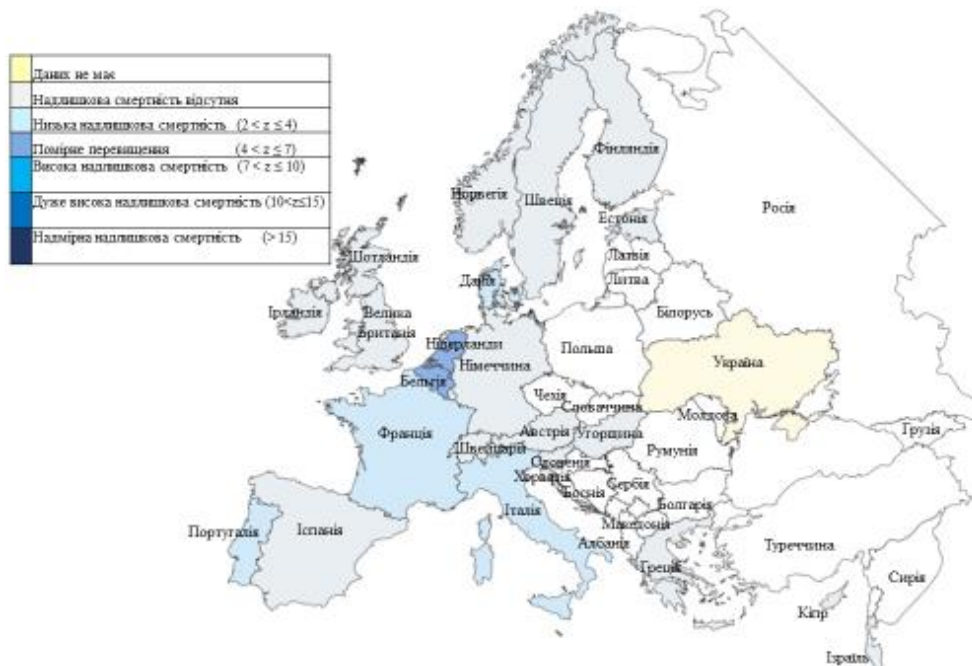 Даних не має
Надлишкова смертність відсутня
Низька надлишкова смертність (2 < z ≤ 4)
Помірне перевищення (4 < z ≤ 7)
Висока надлишкова смертність (7 < z ≤ 10)
Дуже висока надлишкова смертність (10<z≤15)
Надмірна надлишкова смертність (> 15)
Фінляндія
Норвегія
Швеція
Естонія
Росія
Шотландія
Латвія
Данія
Литва
Ірландія
Велика
Британія
Білорусь
Нідерланди
Польша
Німеччина
Україна
Бельгія
Чехія
Словаччина
Молдова
Франція
Австрія
Угорщина
Грузія
Швейцарій
Румунія
Словенія
Хорватія
Сербія
Боснія
Болгарія
Італія
Македонія
Португалія
Іспанія
Албанія
Туреччина
Греція
Сирія
Кіпр
Ізраїль